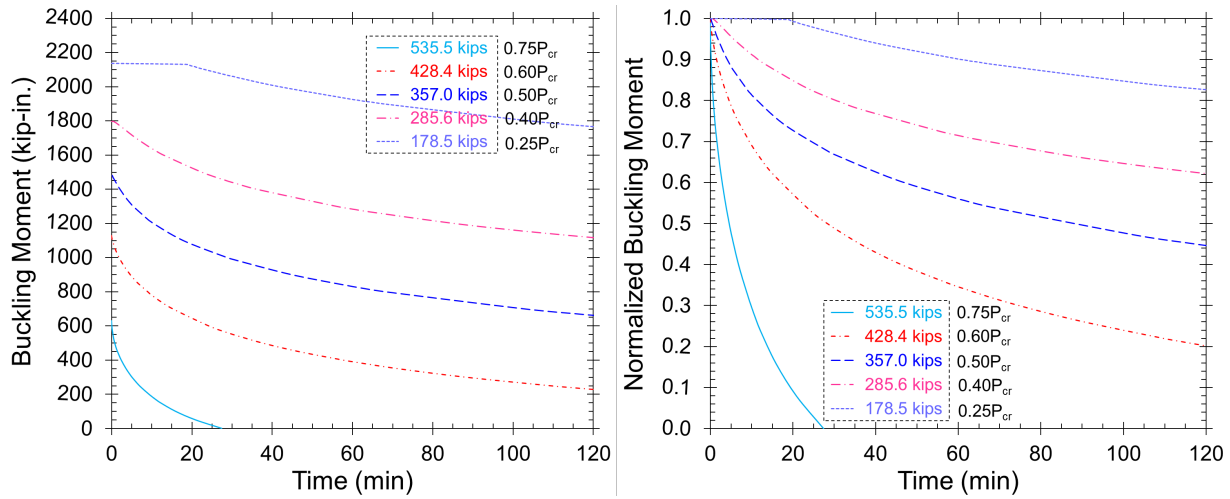 2400
2200
2000
1800
1600
1400
1200
1000
800
600
400
200
0
Buckling Moment (kip-in.)
535.5 kips 0.75Pcr
428.4 kips 0.60Pcr
357.0 kips 0.50Pcr
285.6 kips 0.40Pcr
178.5 kips 0.25Pcr
0 20 40 60 80 100 120
Time (min)
1.0
0.9
0.8
0.7
0.6
0.5
0.4
0.3
0.2
0.1
0.0
Normalized Buckling Moment
535.5 kips 0.75Pcr
428.4 kips 0.60Pcr
357.0 kips 0.50Pcr
285.6 kips 0.40Pcr
178.5 kips 0.25Pcr
0 20 40 60 80 100 120
Time (min)